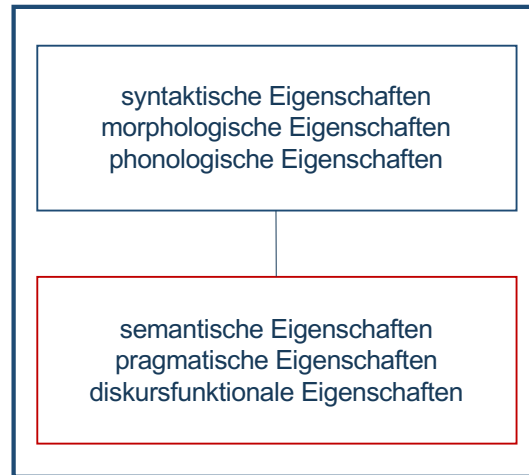 syntaktische Eigenschaften
morphologische Eigenschaften
phonologische Eigenschaften
semantische Eigenschaften
pragmatische Eigenschaften
diskursfunktionale Eigenschaften